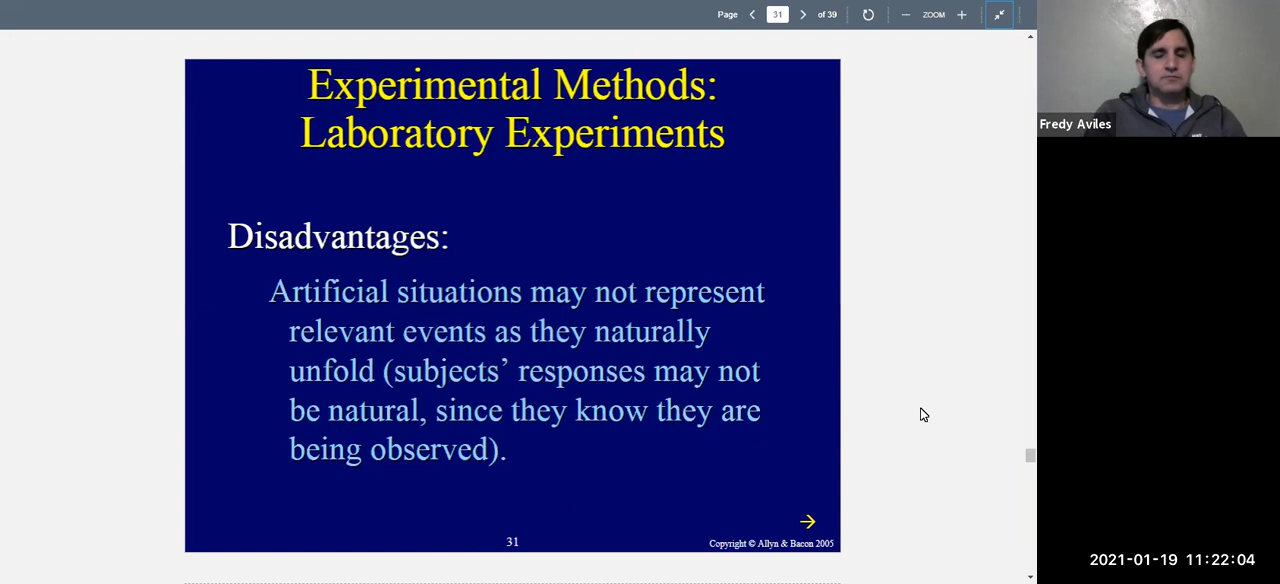 Page 31 of 39 ZOOM
Experimental Methods:
Laboratory Experiments
Disadvantages:
Artificial situations may not represent
relevant events as they naturally
unfold (subjects’ responses may not
be natural, since they know they are
being observed).
31
Copyright © Allyn & Bacon 2005
Fredy Aviles
2021-01-19 11:22:04